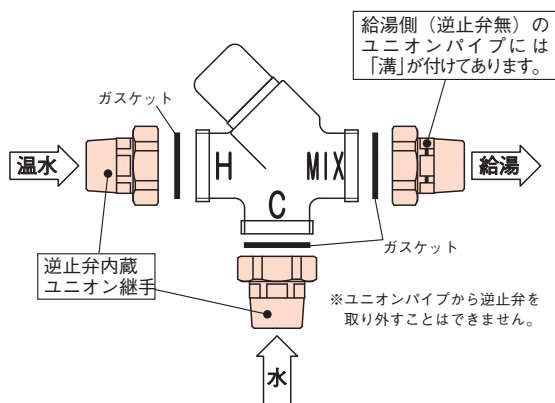 給湯側（逆止弁無）の
ユニオンパイプには
「溝」が付けてあります。
ガスケット
温水
H
MIX
給湯
C
ガスケット
逆止弁内蔵
ユニオン継手
※ユニオンパイプから逆止弁を
取り外すことはできません。
水